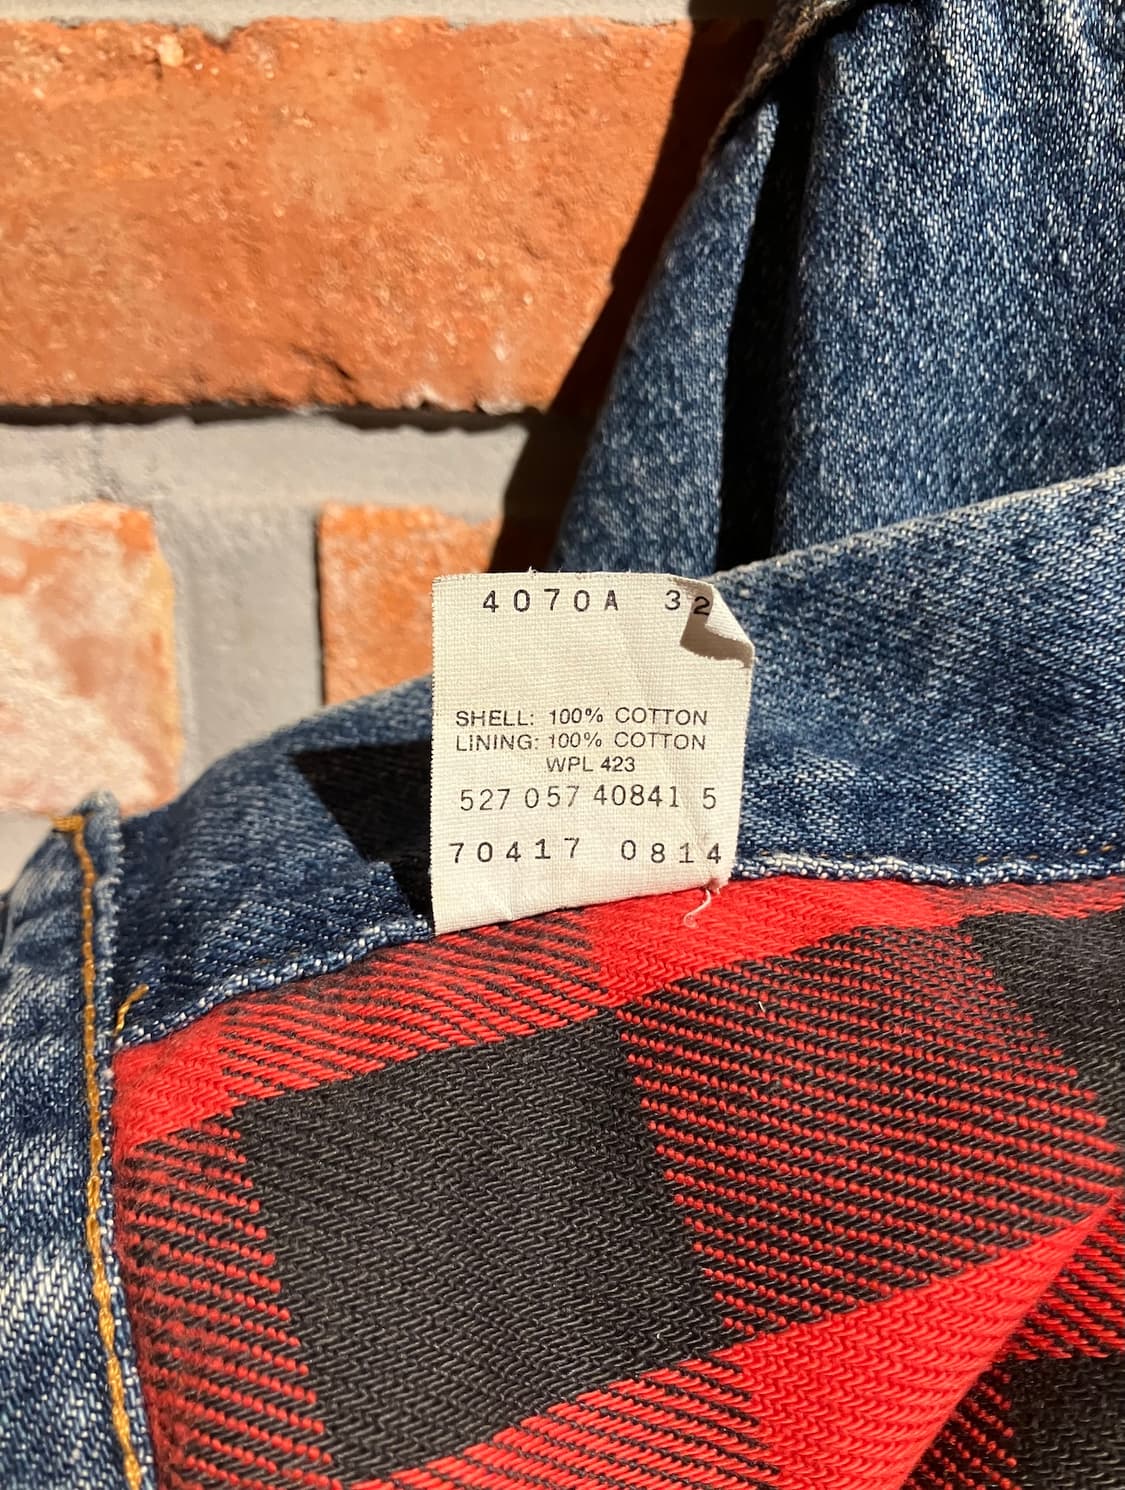 4070A 32
SHELL: 100% COTTON
LINING: 100% COTTON
WPL 423
527 057 40841 5
70417 0814